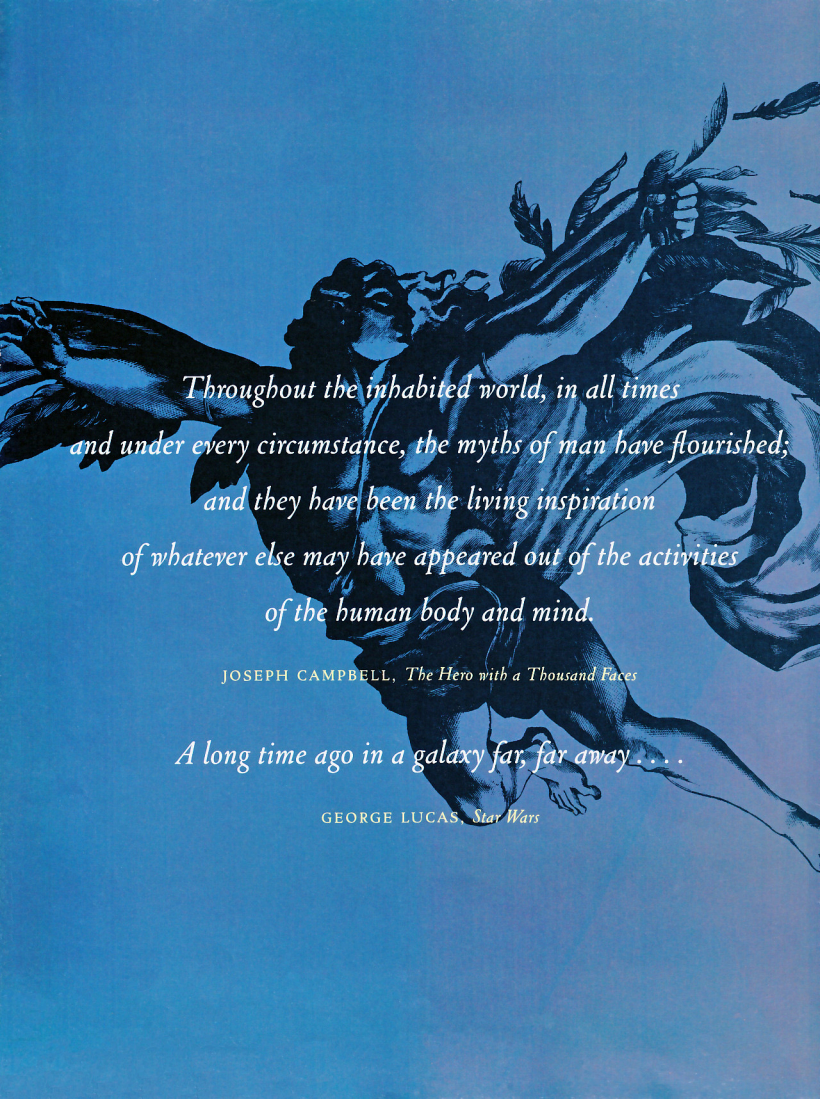 Throughout the inhabited world, in all times
and under every circumstance, the myths of man have flourished;
and they have been the living inspiration
of whatever else may have appeared out of the activities
of the human body and mind.
JOSEPH CAMPBELL, The Hero with a Thousand Faces
A long time ago in a galaxy far, far away . . . .
GEORGE LUCAS, Star Wars